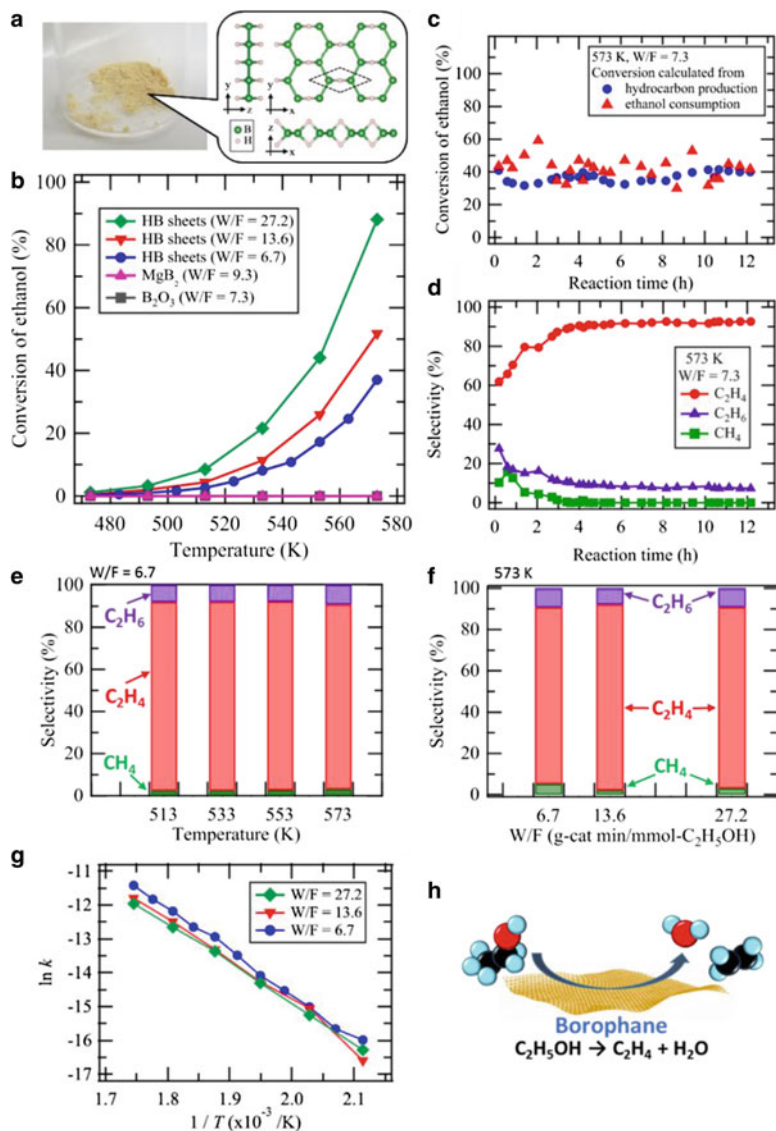 a
y
z
y
x
B
H
z
x
b
Conversion of ethanol (%)
100
80
60
40
20
0
HB sheets (W/F = 27.2)
HB sheets (W/F = 13.6)
HB sheets (W/F = 6.7)
MgB₂ (W/F = 9.3)
B₂O₃ (W/F = 7.3)
480 500 520 540 560 580
Temperature (K)
c
Conversion of ethanol (%)
100
80
60
40
20
0
573 K, W/F = 7.3
Conversion calculated from
hydrocarbon production
ethanol consumption
0 2 4 6 8 10 12
Reaction time (h)
d
Selectivity (%)
100
80
60
40
20
0
573 K
W/F = 7.3
C₂H₄
C₂H₆
CH₄
0 2 4 6 8 10 12
Reaction time (h)
e
W/F = 6.7
Selectivity (%)
100
80
60
40
20
0
C₂H₆
C₂H₄
CH₄
513 533 553 573
Temperature (K)
f
573 K
Selectivity (%)
100
80
60
40
20
0
C₂H₆
C₂H₄
CH₄
6.7 13.6 27.2
W/F (g-cat min/mmol-C₂H₅OH)
g
ln k
-11
-12
-13
-14
-15
-16
-17
W/F = 27.2
W/F = 13.6
W/F = 6.7
1.7 1.8 1.9 2.0 2.1
1 / T (x10⁻³ /K)
h
Borophane
C₂H₅OH → C₂H₄ + H₂O